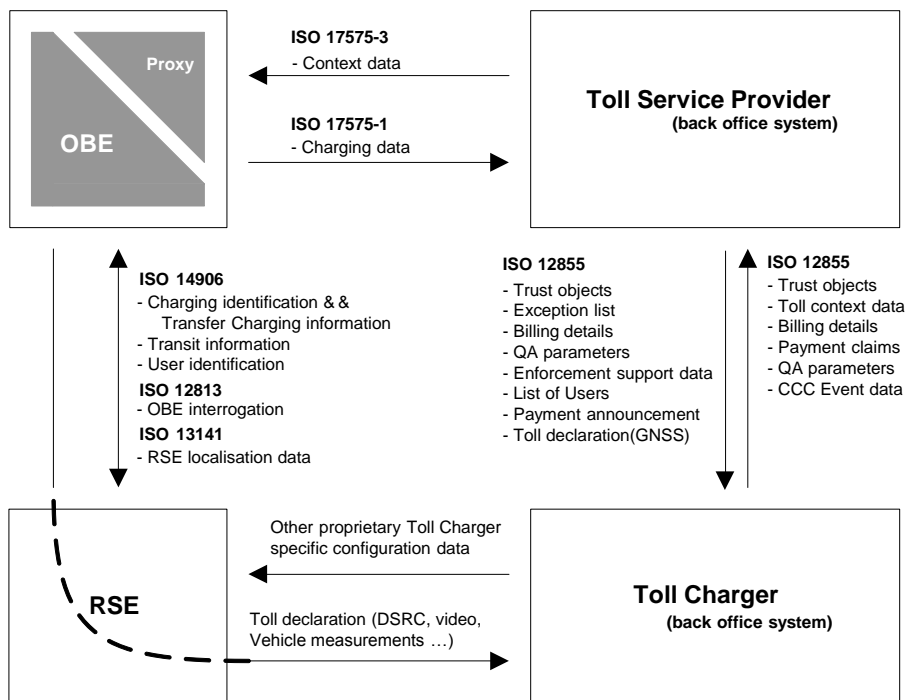 ISO 17575-3
- Context data
Proxy
OBE
ISO 17575-1
- Charging data
Toll Service Provider
(back office system)
ISO 14906
- Charging identification & &
Transfer Charging information
- Transit information
- User identification
ISO 12813
- OBE interrogation
ISO 13141
- RSE localisation data
ISO 12855
- Trust objects
- Exception list
- Billing details
- QA parameters
- Enforcement support data
- List of Users
- Payment announcement
- Toll declaration(GNSS)
ISO 12855
- Trust objects
- Toll context data
- Billing details
- Payment claims
- QA parameters
- CCC Event data
RSE
Other proprietary Toll Charger
specific configuration data
Toll declaration (DSRC, video,
Vehicle measurements …)
Toll Charger
(back office system)